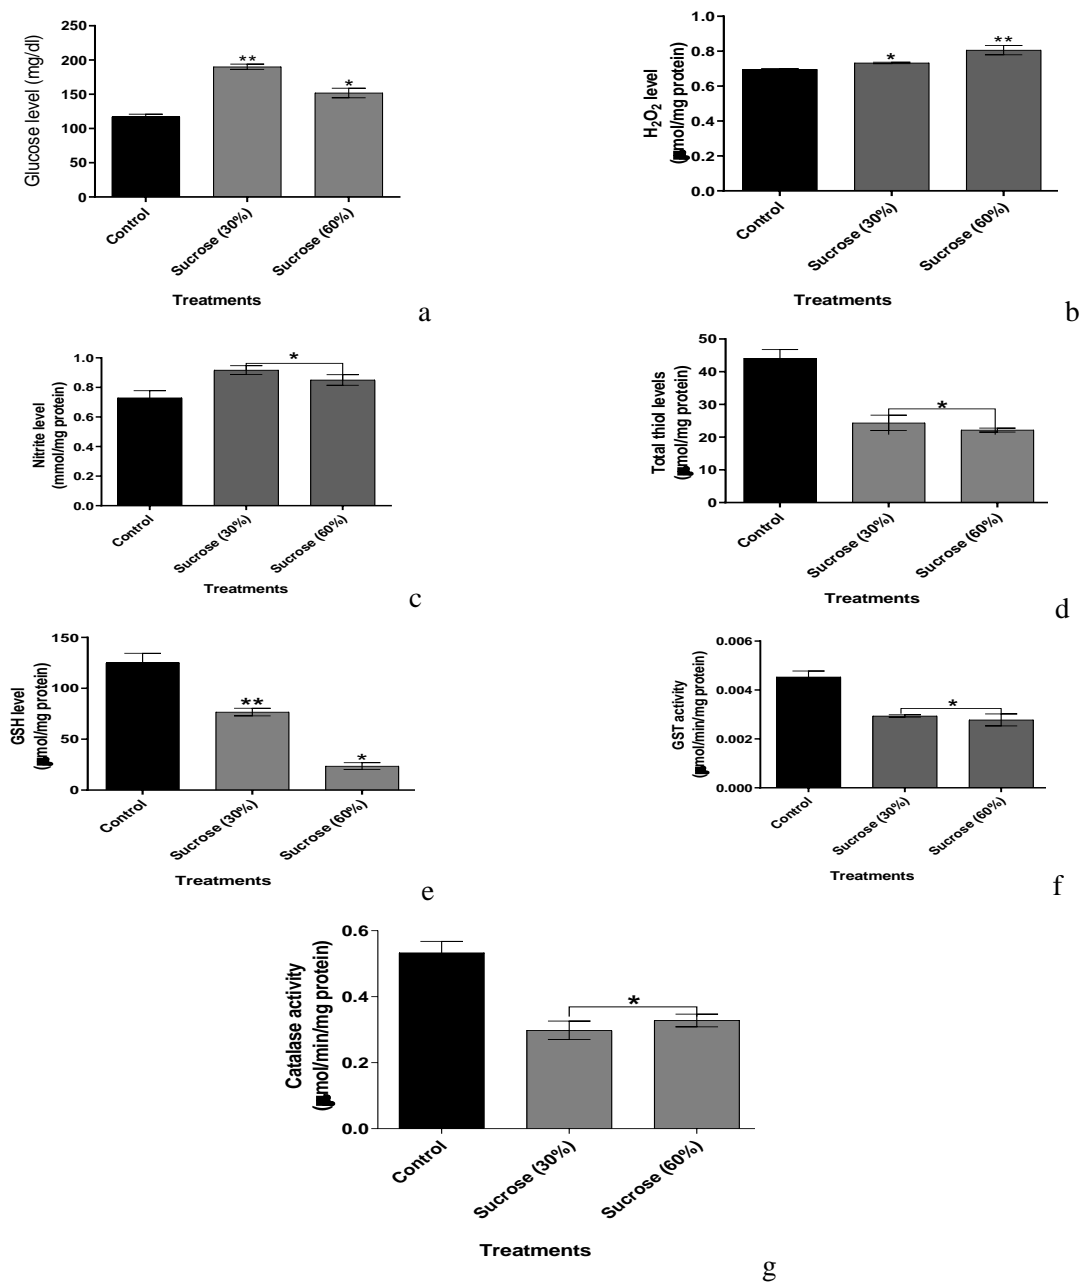 Glucose level (mg/dl)
250
200
150
100
50
0
**
*
Control
Sucrose (30%)
Sucrose (60%)
Treatments
a
H₂O₂ level
(μmol/mg protein)
1.0
0.8
0.6
0.4
0.2
0.0
*
**
Control
Sucrose (30%)
Sucrose (60%)
Treatments
b
Nitrite level
(mmol/mg protein)
1.0
0.8
0.6
0.4
0.2
0.0
*
Control
Sucrose (30%)
Sucrose (60%)
Treatments
c
Total thiol levels
(μmol/mg protein)
50
40
30
20
10
0
*
Control
Sucrose (30%)
Sucrose (60%)
Treatments
d
GSH level
(μmol/mg protein)
150
100
50
0
**
*
Control
Sucrose (30%)
Sucrose (60%)
Treatments
e
GST activity
(μmol/min/mg protein)
0.006
0.004
0.002
0.000
*
Control
Sucrose (30%)
Sucrose (60%)
Treatments
f
Catalase activity
(μmol/min/mg protein)
0.6
0.4
0.2
0.0
*
Control
Sucrose (30%)
Sucrose (60%)
Treatments
g